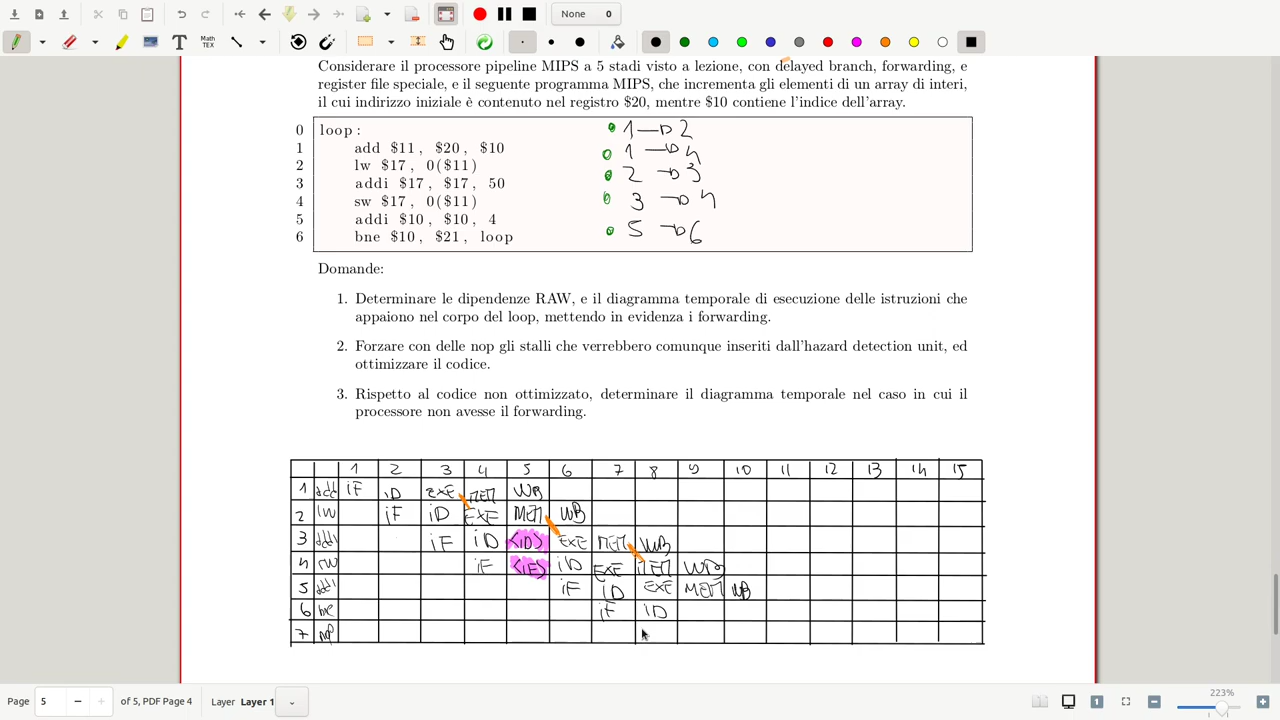 None 0
T Math TEX
Considerare il processore pipeline MIPS a 5 stadi visto a lezione, con delayed branch, forwarding, e
register file speciale, e il seguente programma MIPS, che incrementa gli elementi di un array di interi,
il cui indirizzo iniziale è contenuto nel registro $20, mentre $10 contiene l'indice dell'array.
0 loop: 1 → 2
1 add $11, $20, $10 1 → 4
2 lw $17, 0($11) 2 → 3
3 addi $17, $17, 50 3 → 4
4 sw $17, 0($11)
5 addi $10, $10, 4 5 → 6
6 bne $10, $21, loop
Domande:
1. Determinare le dipendenze RAW, e il diagramma temporale di esecuzione delle istruzioni che
appaiono nel corpo del loop, mettendo in evidenza i forwarding.
2. Forzare con delle nop gli stalli che verrebbero comunque inseriti dall'hazard detection unit, ed
ottimizzare il codice.
3. Rispetto al codice non ottimizzato, determinare il diagramma temporale nel caso in cui il
processore non avesse il forwarding.
1 2 3 4 5 6 7 8 9 10 11 12 13 14 15
1 add IF ID EXE MEM WB
2 lw IF ID EXE MEM WB
3 addi IF ID (ID) EXE MEM WB
4 sw IF (IF) ID EXE MEM WB
5 addi IF ID EXE MEM WB
6 bne IF ID
7 nop
Page 5 of 5, PDF Page 4 Layer Layer 1 1 223%